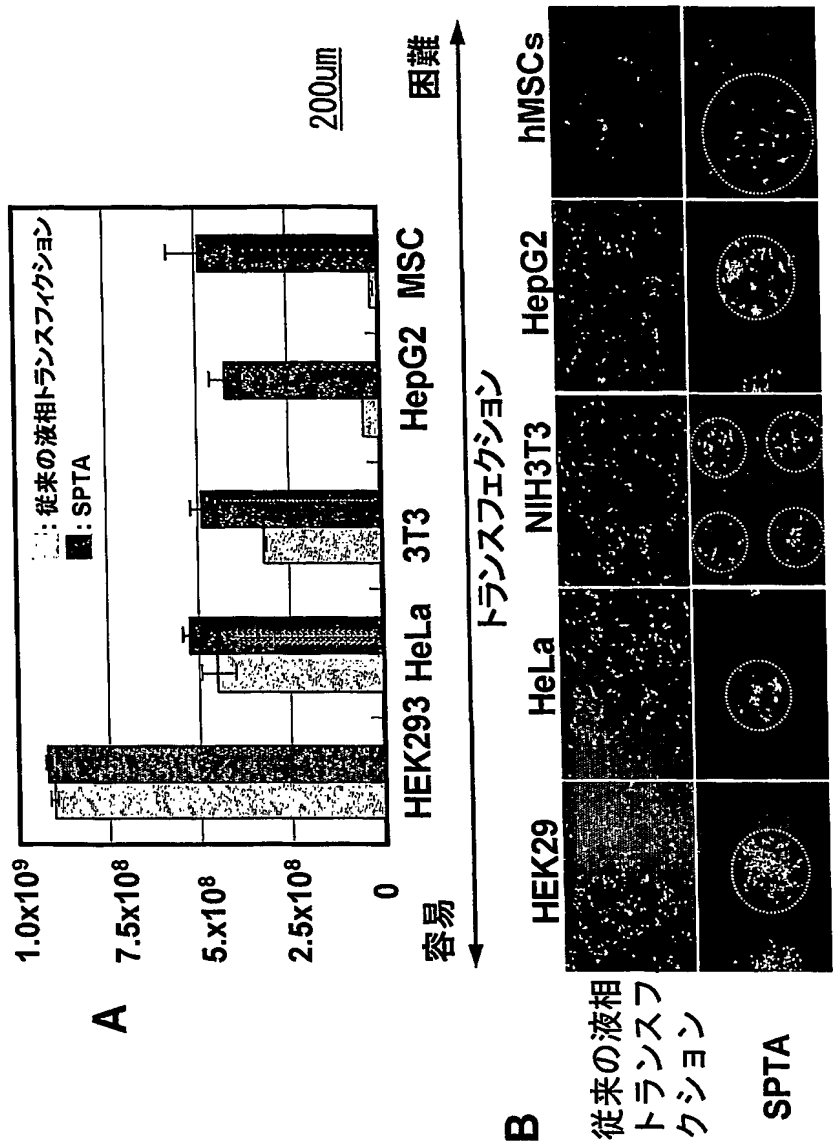 A
1.0x10⁹
7.5x10⁸
5.x10⁸
2.5x10⁸
0
: 従来の液相トランスフィクション
: SPTA
HEK293 HeLa 3T3 HepG2 MSC
容易
トランスフェクション
困難
200um
B
HEK29 HeLa NIH3T3 HepG2 hMSCs
従来の液相
トランスフ
クション
SPTA